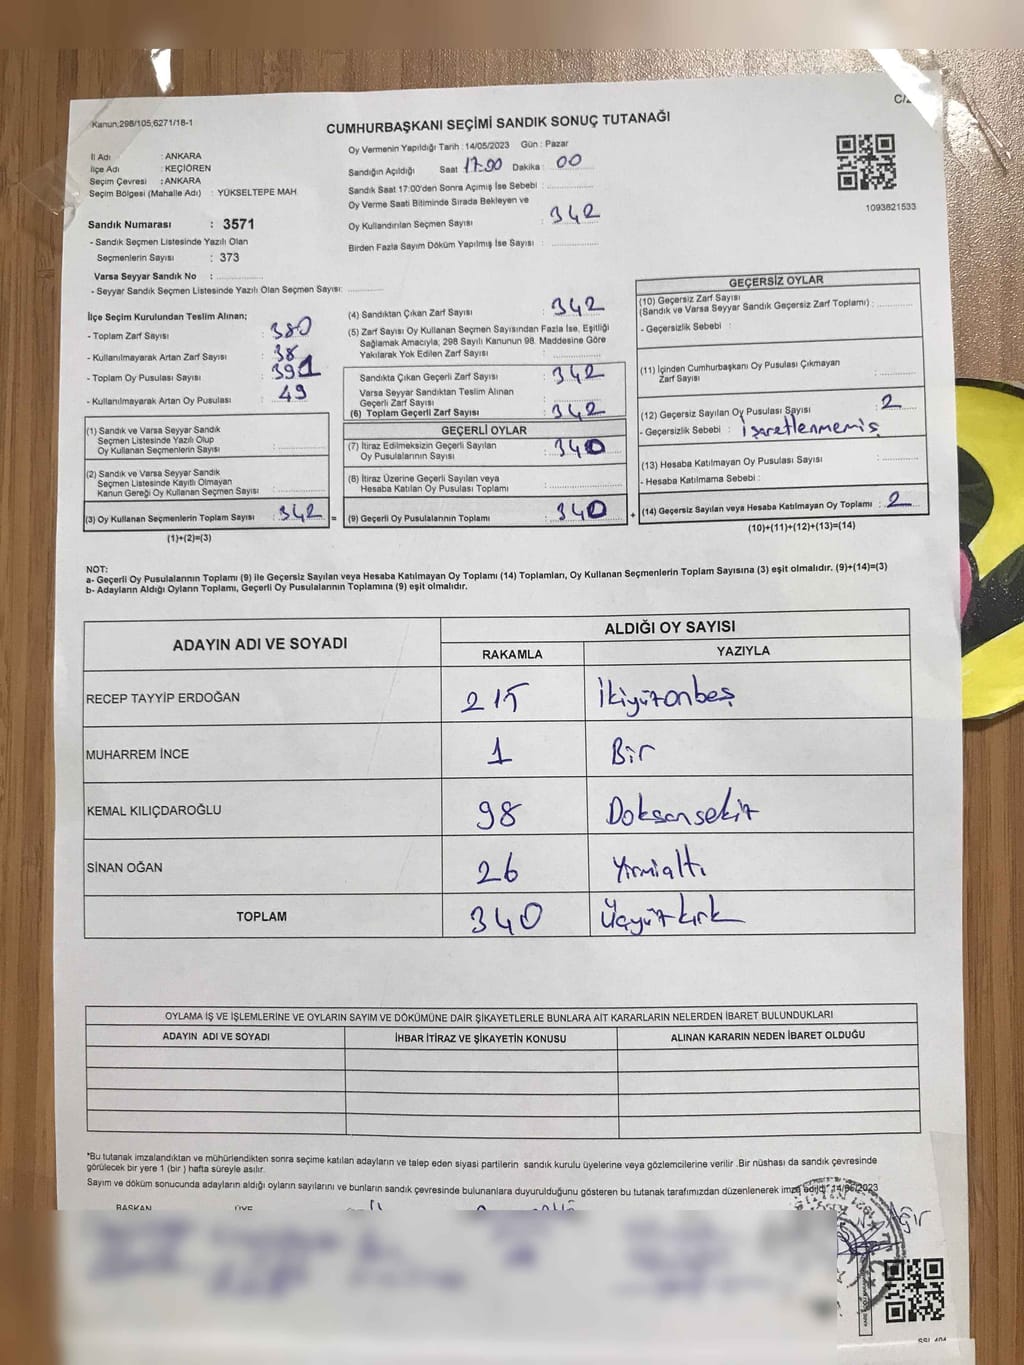 Kanun,298/105,6271/18-1
CUMHURBAŞKANI SEÇİMİ SANDIK SONUÇ TUTANAĞI
İl Adı : ANKARA
İlçe Adı : KEÇİÖREN
Seçim Çevresi : ANKARA
Seçim Bölgesi (Mahalle Adı) : YÜKSELTEPE MAH
Sandık Numarası : 3571
- Sandık Seçmen Listesinde Yazılı Olan
Seçmenlerin Sayısı : 373
Varsa Seyyar Sandık No :
- Seyyar Sandık Seçmen Listesinde Yazılı Olan Seçmen Sayısı:
Oy Vermenin Yapıldığı Tarih : 14/05/2023 Gün : Pazar
Sandığın Açıldığı Saat 17:00 Dakika : 00
Sandık Saat 17:00'den Sonra Açımış İse Sebebi :
Oy Verme Saati Bitiminde Sırada Bekleyen ve
Oy Kullandırılan Seçmen Sayısı : 342
Birden Fazla Sayım Döküm Yapılmış İse Sayısı :
1093821533
İlçe Seçim Kurulundan Teslim Alınan;
- Toplam Zarf Sayısı : 380
- Kullanılmayarak Artan Zarf Sayısı : 38
- Toplam Oy Pusulası Sayısı : 391
- Kullanılmayarak Artan Oy Pusulası : 49
(1) Sandık ve Varsa Seyyar Sandık
Seçmen Listesinde Yazılı Olup
Oy Kullanan Seçmenlerin Sayısı :
(2) Sandık ve Varsa Seyyar Sandık
Seçmen Listesinde Kayıtlı Olmayan
Kanun Gereği Oy Kullanan Seçmen Sayısı :
(3) Oy Kullanan Seçmenlerin Toplam Sayısı : 342 =
(1)+(2)=(3)
(4) Sandıktan Çıkan Zarf Sayısı : 342
(5) Zarf Sayısı Oy Kullanan Seçmen Sayısından Fazla İse, Eşitliği
Sağlamak Amacıyla; 298 Sayılı Kanunun 98. Maddesine Göre
Yakılarak Yok Edilen Zarf Sayısı :
Sandıkta Çıkan Geçerli Zarf Sayısı : 342
Varsa Seyyar Sandıktan Teslim Alınan
Geçerli Zarf Sayısı :
(6) Toplam Geçerli Zarf Sayısı : 342
GEÇERLİ OYLAR
(7) İtiraz Edilmeksizin Geçerli Sayılan
Oy Pusulalarının Sayısı : 340
(8) İtiraz Üzerine Geçerli Sayılan veya
Hesaba Katılan Oy Pusulası Toplamı :
(9) Geçerli Oy Pusulalarının Toplamı : 340 +
GEÇERSİZ OYLAR
(10) Geçersiz Zarf Sayısı
(Sandık ve Varsa Seyyar Sandık Geçersiz Zarf Toplamı) :
- Geçersizlik Sebebi :
(11) İçinden Cumhurbaşkanı Oy Pusulası Çıkmayan
Zarf Sayısı :
(12) Geçersiz Sayılan Oy Pusulası Sayısı : 2
- Geçersizlik Sebebi : işaretlenmemiş
(13) Hesaba Katılmayan Oy Pusulası Sayısı :
- Hesaba Katılmama Sebebi :
(14) Geçersiz Sayılan veya Hesaba Katılmayan Oy Toplamı : 2
(10)+(11)+(12)+(13)=(14)
NOT:
a- Geçerli Oy Pusulalarının Toplamı (9) ile Geçersiz Sayılan veya Hesaba Katılmayan Oy Toplamı (14) Toplamları, Oy Kullanan Seçmenlerin Toplam Sayısına (3) eşit olmalıdır. (9)+(14)=(3)
b- Adayların Aldığı Oyların Toplamı, Geçerli Oy Pusulalarının Toplamına (9) eşit olmalıdır.
ADAYIN ADI VE SOYADI
ALDIĞI OY SAYISI
RAKAMLA YAZIYLA
RECEP TAYYİP ERDOĞAN 215 İkiyüzonbeş
MUHARREM İNCE 1 Bir
KEMAL KILIÇDAROĞLU 98 Doksansekiz
SİNAN OĞAN 26 Yirmialtı
TOPLAM 340 Üçyüzkırk
OYLAMA İŞ VE İŞLEMLERİNE VE OYLARIN SAYIM VE DÖKÜMÜNE DAİR ŞİKAYETLERLE BUNLARA AİT KARARLARIN NELERDEN İBARET BULUNDUKLARI
ADAYIN ADI VE SOYADI İHBAR İTİRAZ VE ŞİKAYETİN KONUSU ALINAN KARARIN NEDEN İBARET OLDUĞU
*Bu tutanak imzalandıktan ve mühürlendikten sonra seçime katılan adayların ve talep eden siyasi partilerin sandık kurulu üyelerine veya gözlemcilerine verilir .Bir nüshası da sandık çevresinde
görülecek bir yere 1 (bir ) hafta süreyle asılır.
Sayım ve döküm sonucunda adayların aldığı oyların sayılarını ve bunların sandık çevresinde bulunanlara duyurulduğunu gösteren bu tutanak tarafımızdan düzenlenerek imza edildi. 14/05/2023
BAŞKAN ÜYE